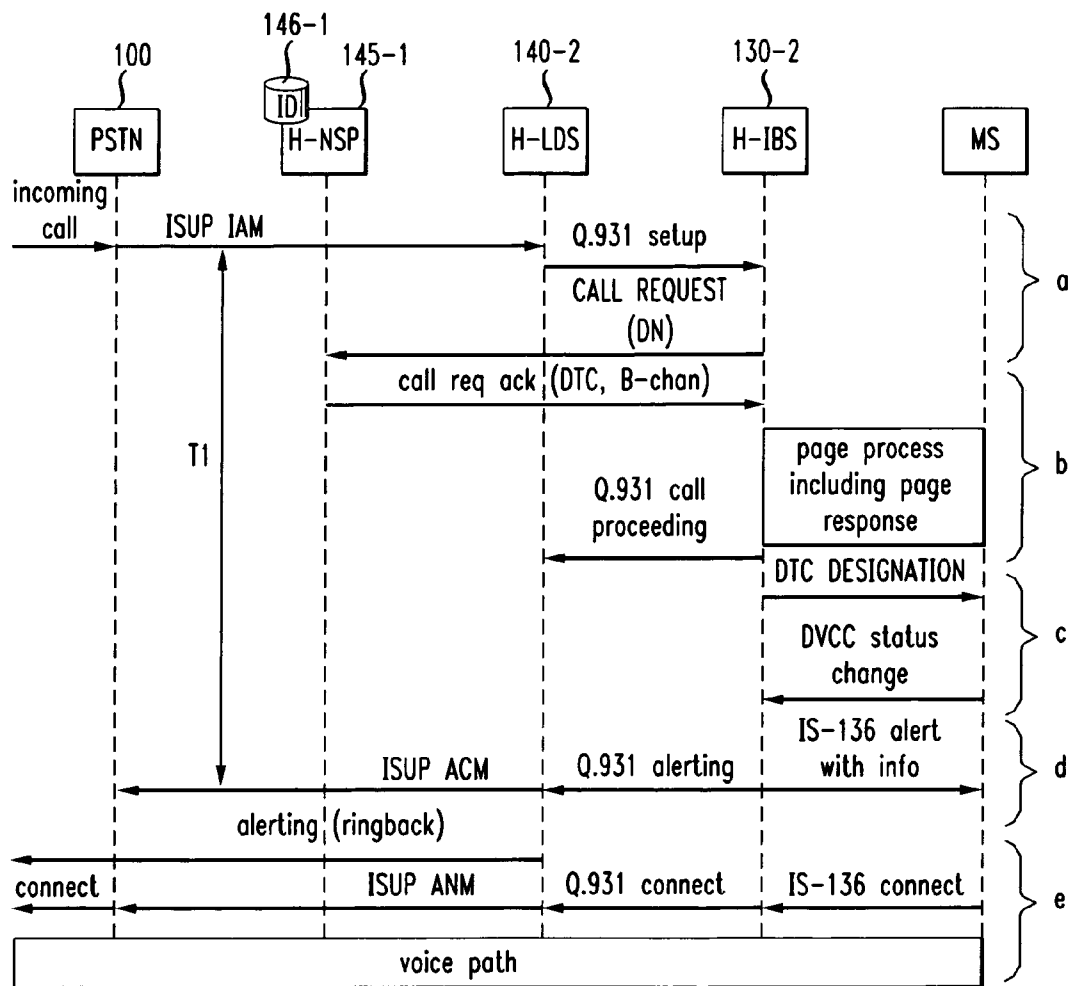 146-1
100
145-1
140-2
130-2
ID
PSTN
H-NSP
H-LDS
H-IBS
MS
incoming
call
ISUP IAM
Q.931 setup
CALL REQUEST
(DN)
a
call req ack (DTC, B-chan)
T1
page process
including page
response
b
Q.931 call
proceeding
DTC DESIGNATION
DVCC status
change
c
IS-136 alert
with info
ISUP ACM
Q.931 alerting
d
alerting (ringback)
connect
ISUP ANM
Q.931 connect
IS-136 connect
e
voice path